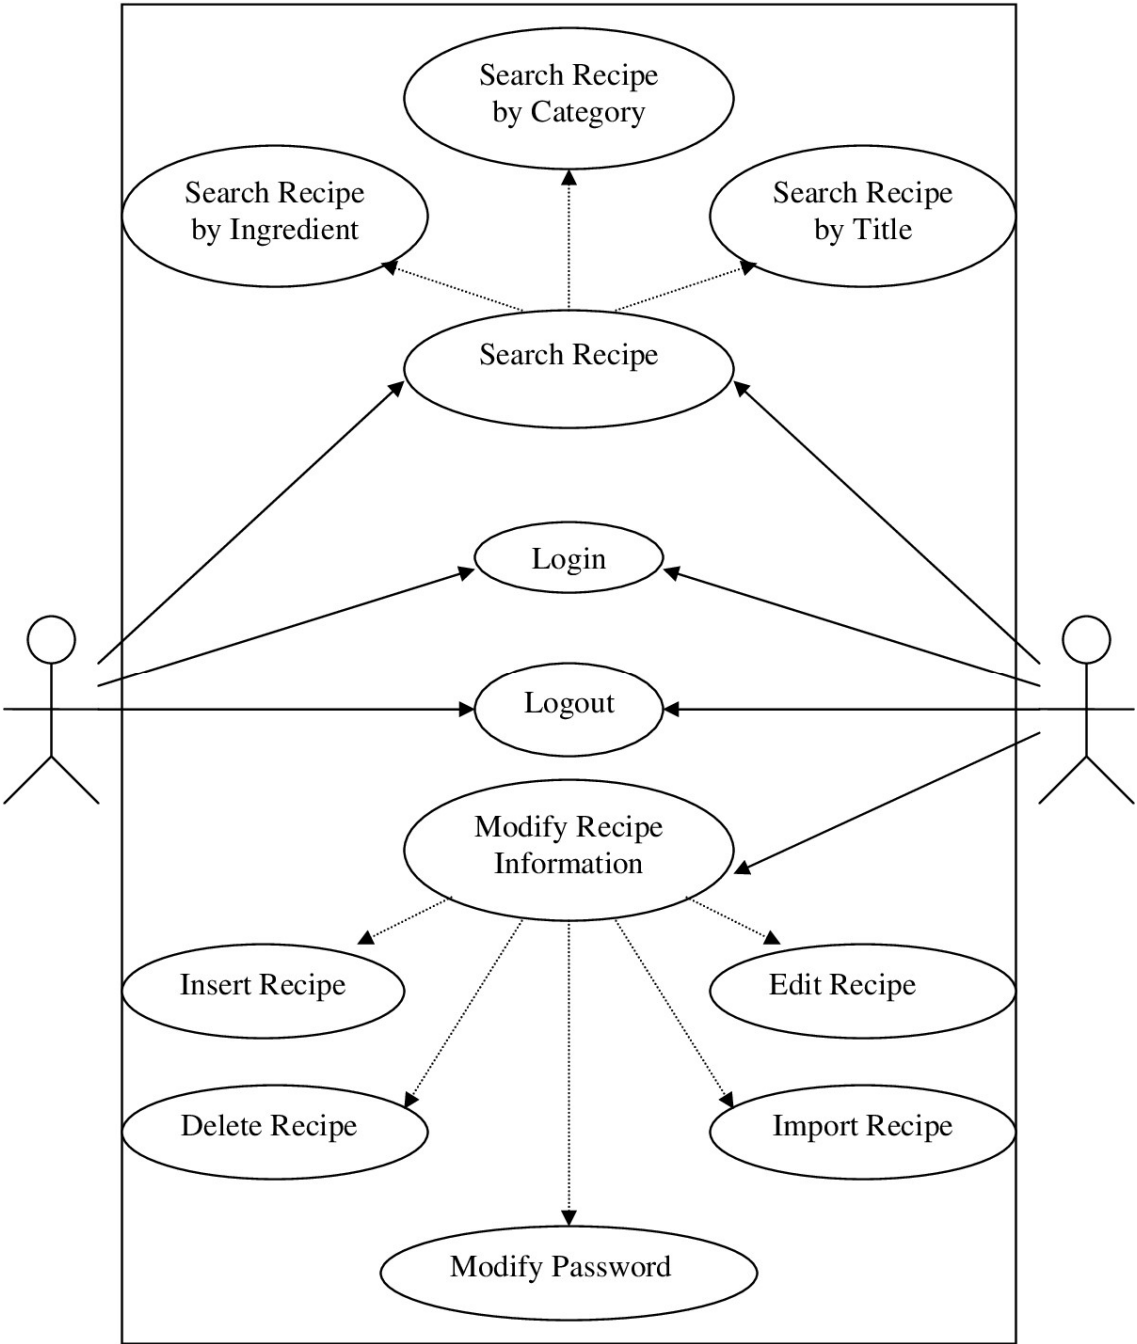 Search Recipe
by Category
Search Recipe
by Ingredient
Search Recipe
by Title
Search Recipe
Login
Logout
Modify Recipe
Information
Insert Recipe
Edit Recipe
Delete Recipe
Import Recipe
Modify Password